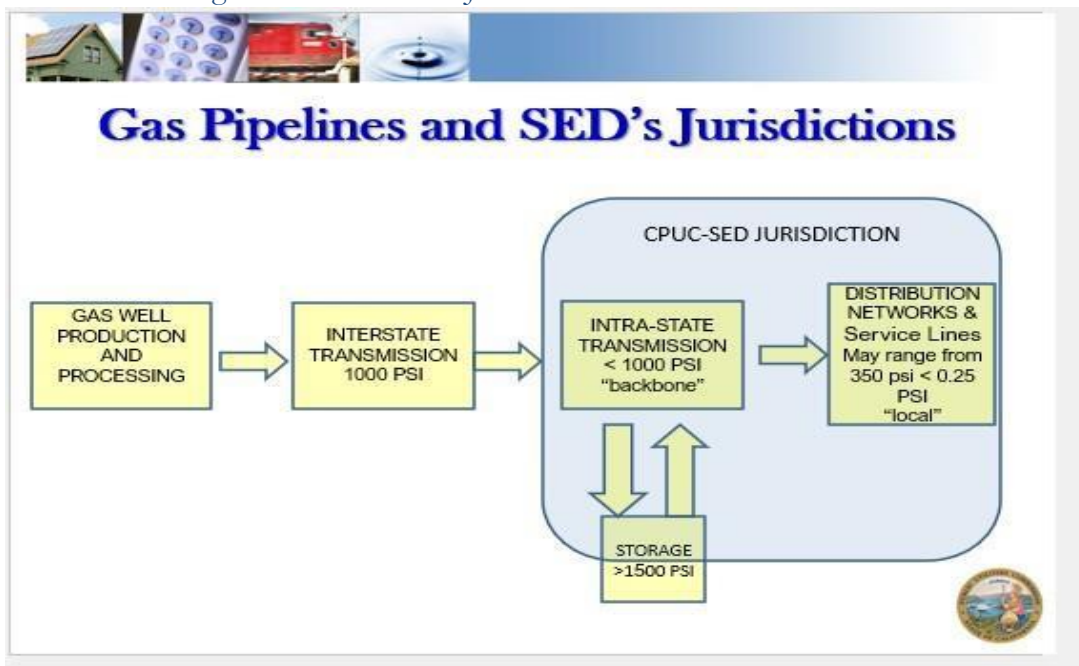 Gas Pipelines and SED's Jurisdictions
CPUC-SED JURISDICTION
GAS WELL
PRODUCTION
AND
PROCESSING
INTERSTATE
TRANSMISSION
1000 PSI
INTRA-STATE
TRANSMISSION
< 1000 PSI
“backbone”
DISTRIBUTION
NETWORKS &
Service Lines
May range from
350 psi < 0.25
PSI
“local”
STORAGE
>1500 PSI